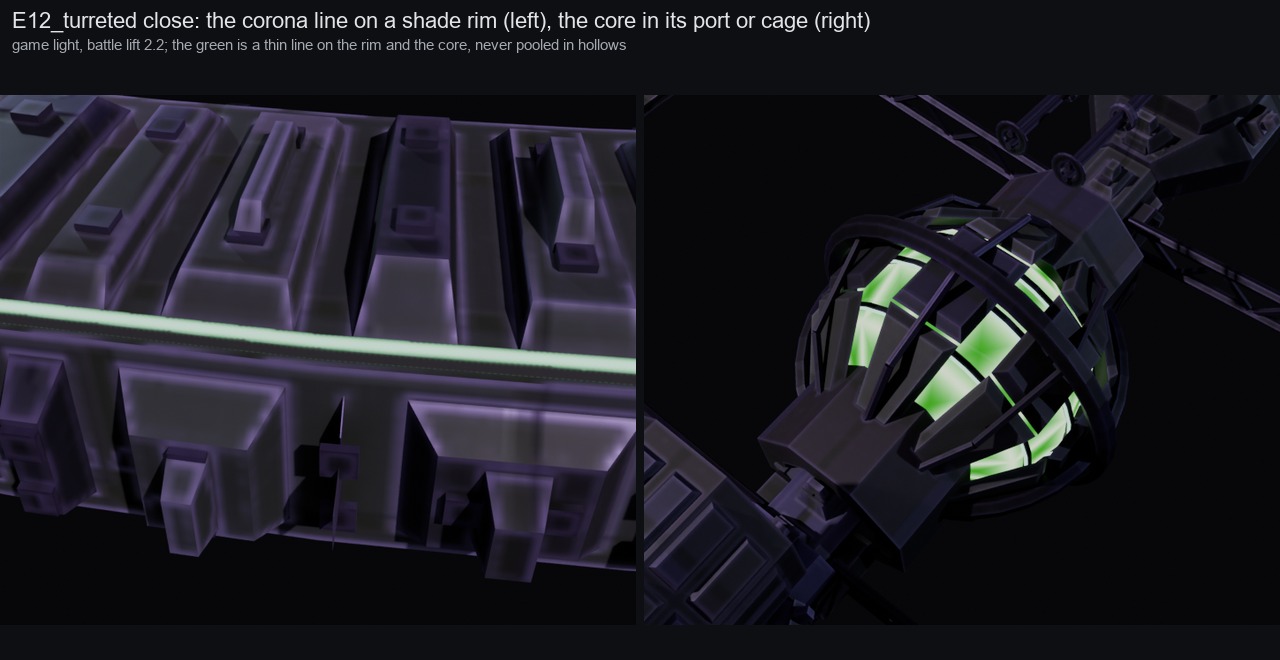 E12_turreted close: the corona line on a shade rim (left), the core in its port or cage (right)
game light, battle lift 2.2; the green is a thin line on the rim and the core, never pooled in hollows